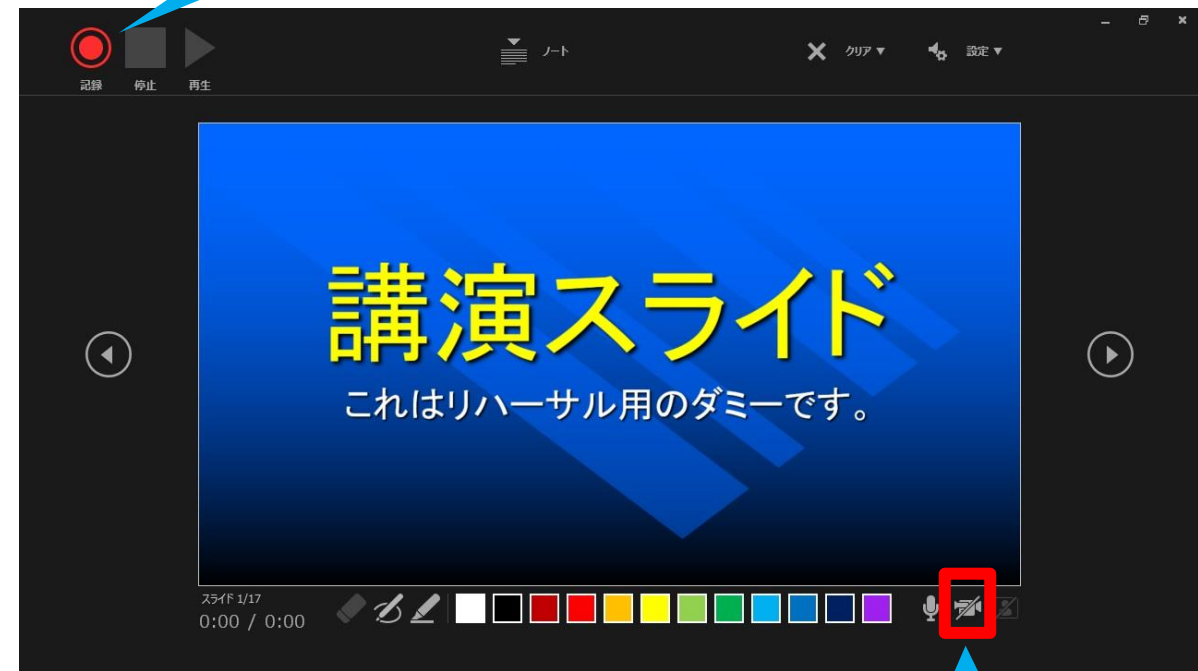 記録 停止 再生
ノート
クリア▼ 設定▼
講演スライド
これはリハーサル用のダミーです。
スライド 1/17
0:00 / 0:00